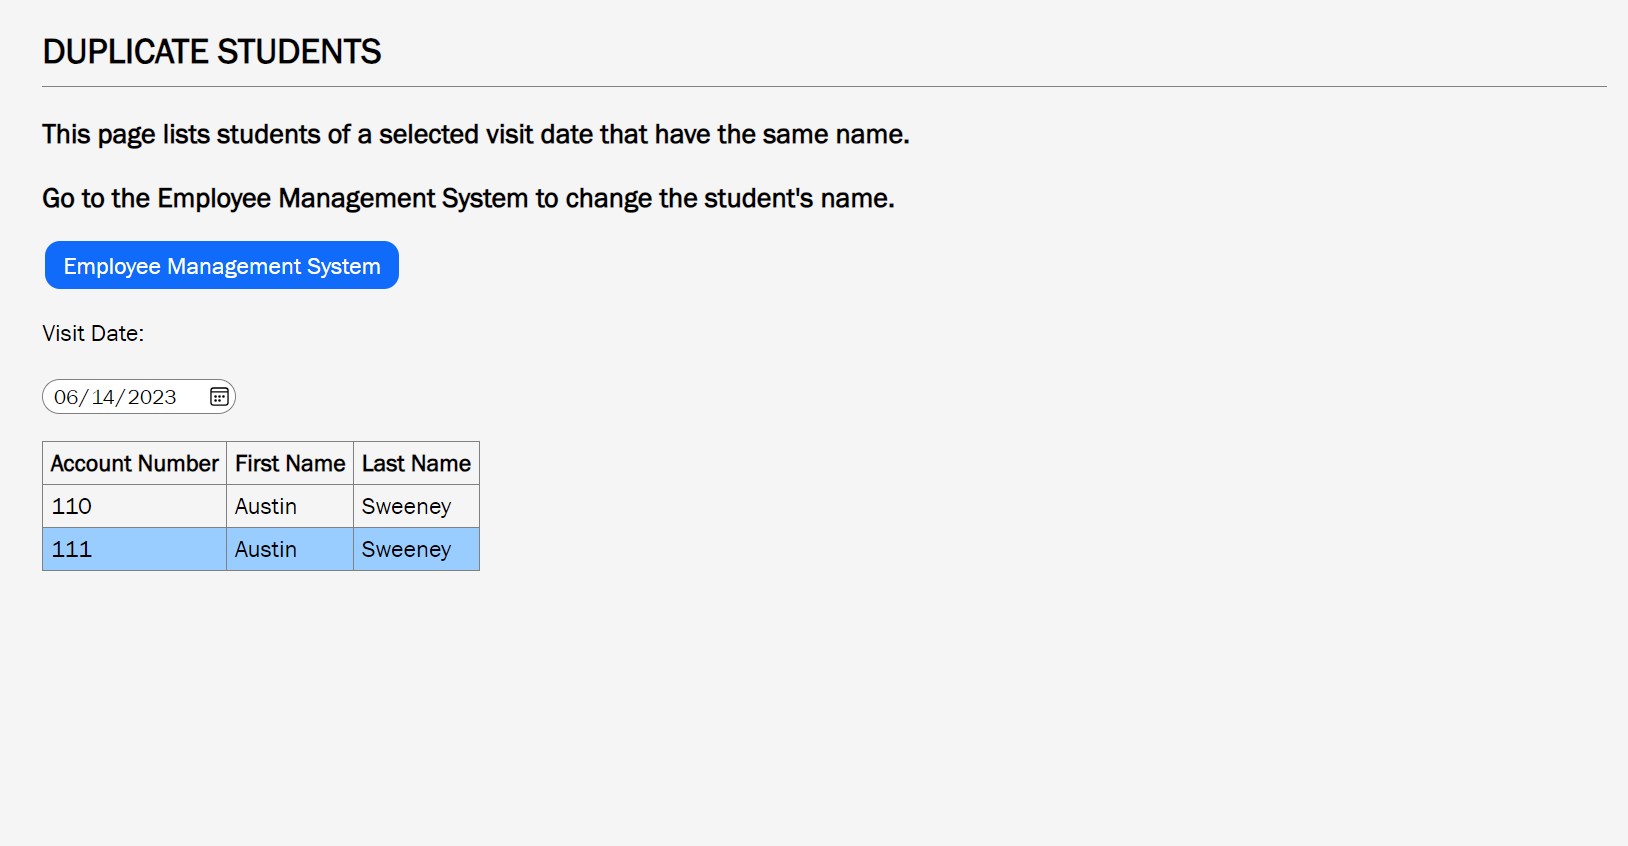 DUPLICATE STUDENTS
This page lists students of a selected visit date that have the same name.
Go to the Employee Management System to change the student's name.
Employee Management System
Visit Date:
06/14/2023
Account Number First Name Last Name
110 Austin Sweeney
111 Austin Sweeney